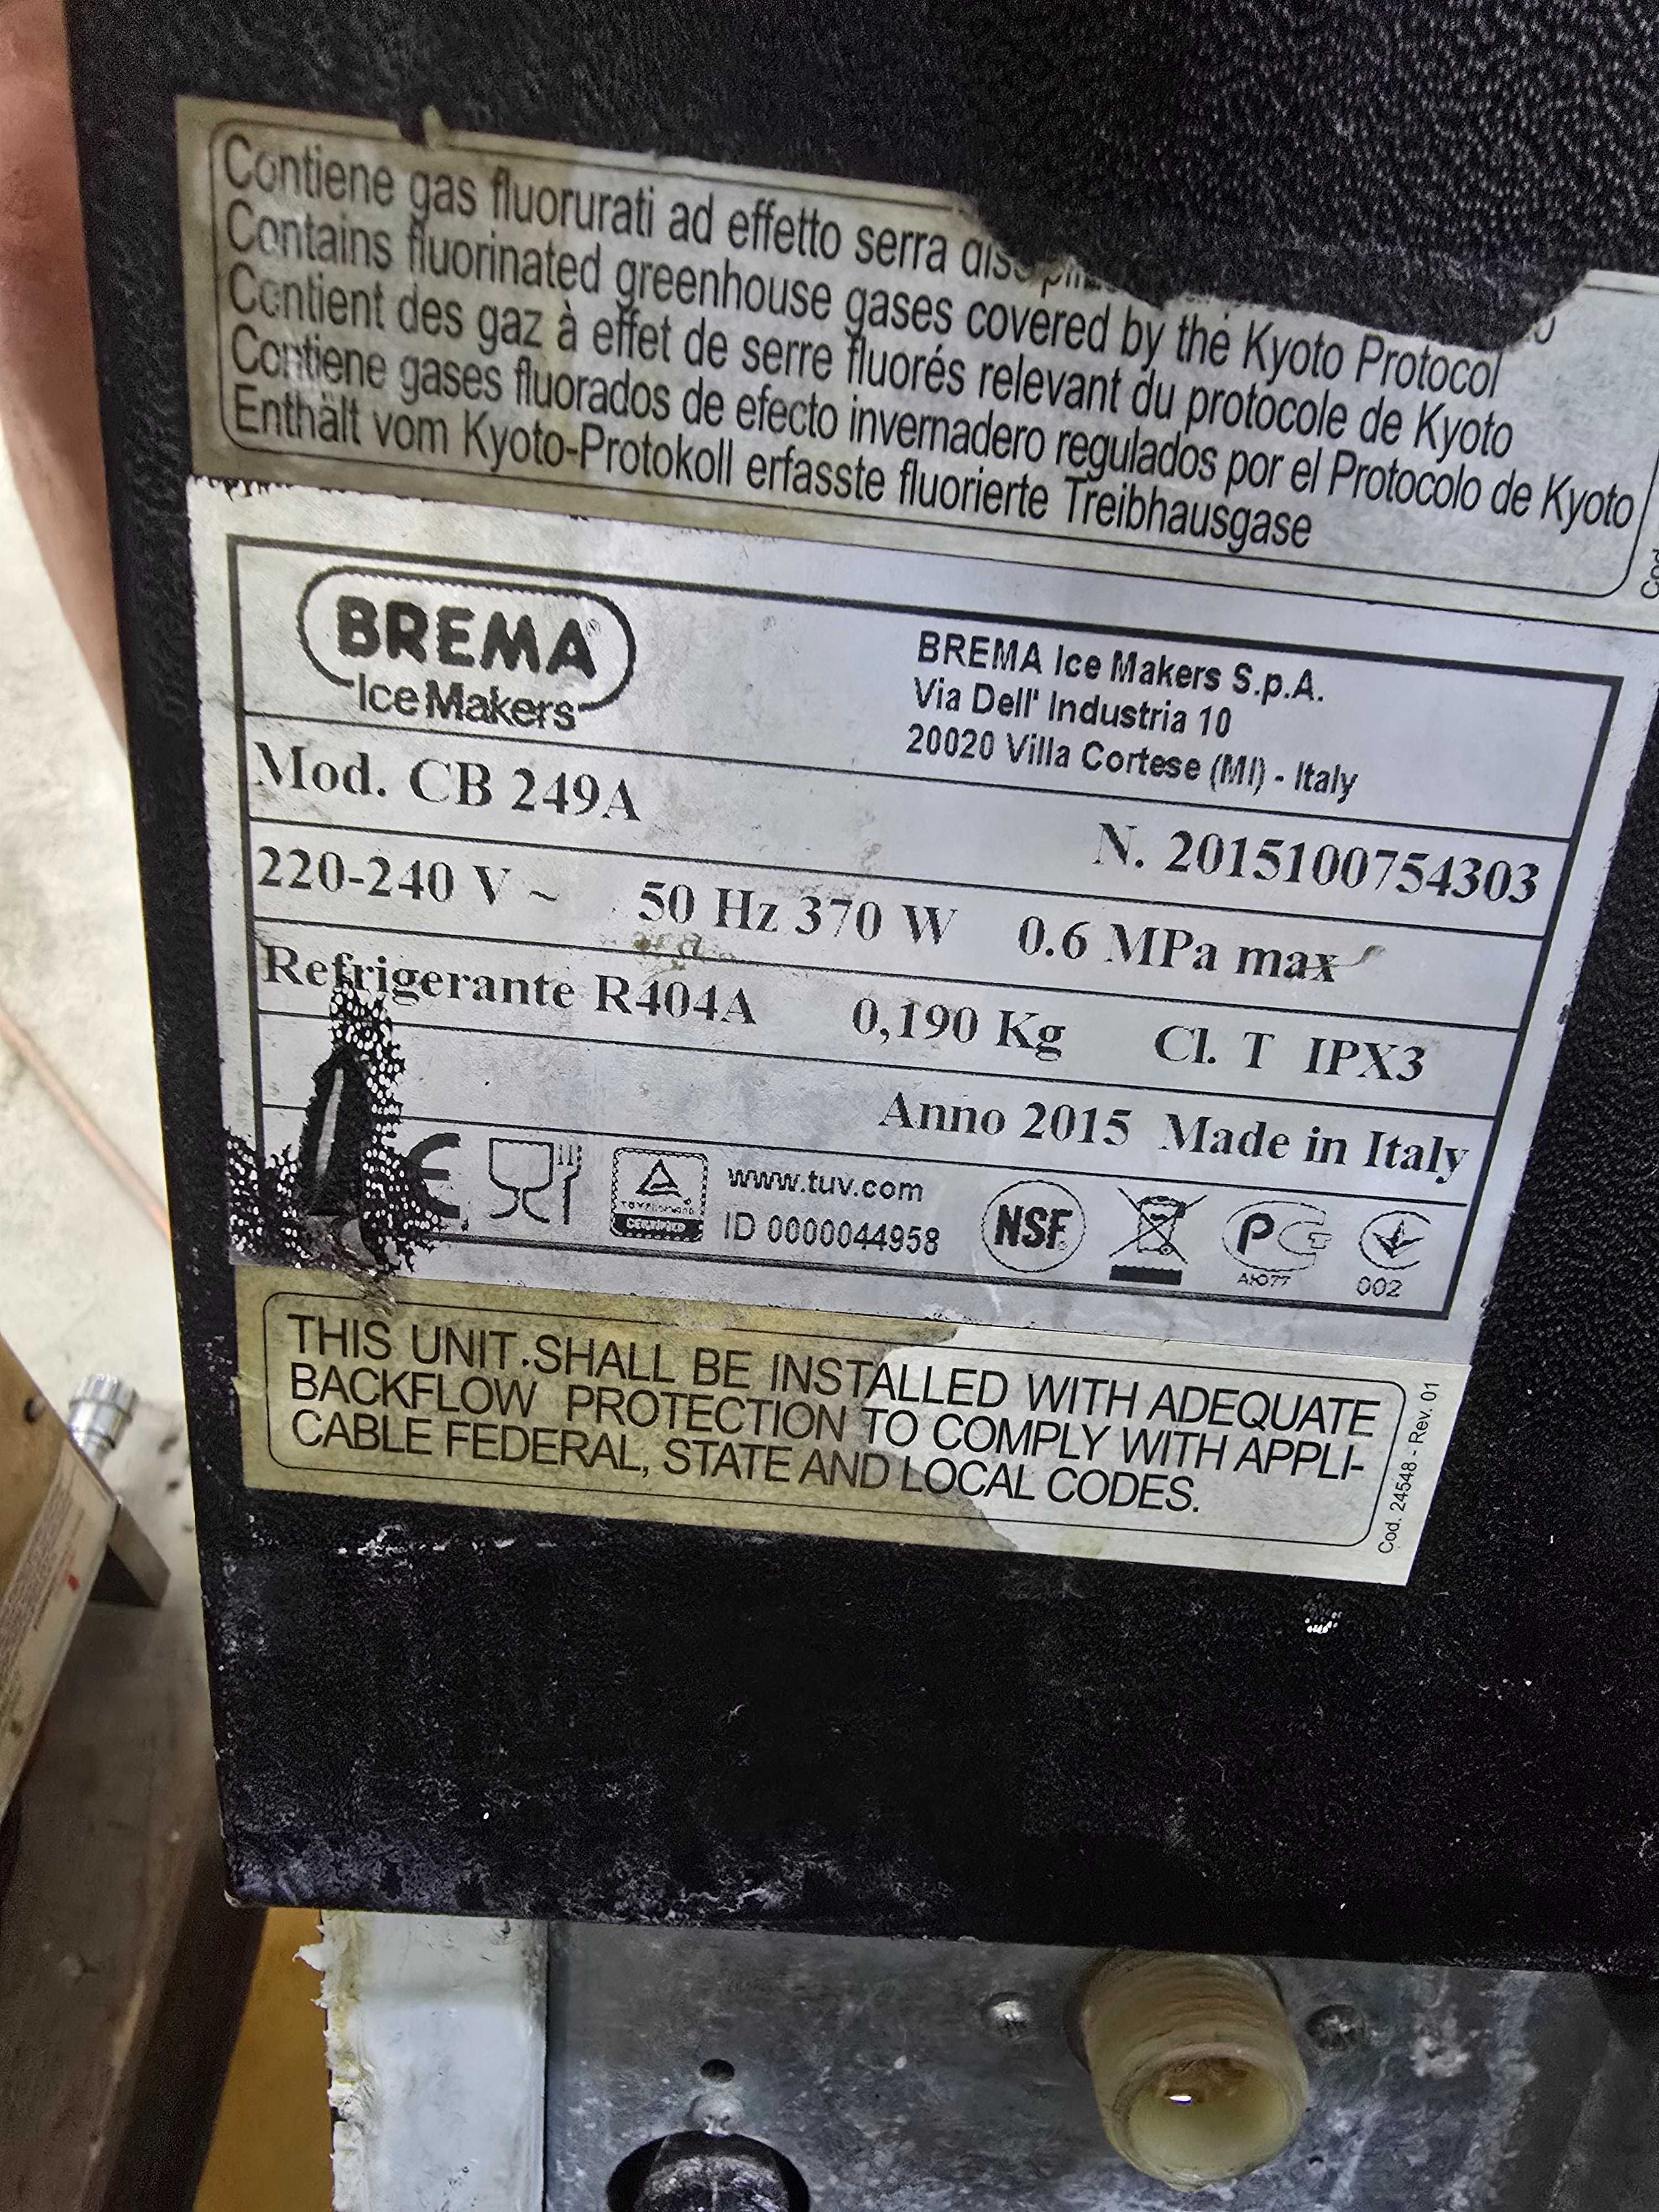 Contiene gas fluorurati ad effetto serra
Contains fluorinated greenhouse gases covered by the Kyoto Protocol
Contient des gaz à effet de serre fluorés relevant du protocole de Kyoto
Contiene gases fluorados de efecto invernadero regulados por el Protocolo de Kyoto
Enthält vom Kyoto-Protokoll erfasste fluorierte Treibhausgase
Cod
BREMA®
Ice Makers
BREMA Ice Makers S.p.A.
Via Dell' Industria 10
20020 Villa Cortese (MI) - Italy
Mod. CB 249A
N. 2015100754303
220-240 V ~ 50 Hz 370 W 0.6 MPa max
Refrigerante R404A 0,190 Kg Cl. T IPX3
Anno 2015 Made in Italy
CE
CERTIFIED
www.tuv.com
ID 0000044958
NSF
PG
002
THIS UNIT SHALL BE INSTALLED WITH ADEQUATE
BACKFLOW PROTECTION TO COMPLY WITH APPLI-
CABLE FEDERAL, STATE AND LOCAL CODES.
Cod. 24548 - Rev. 01